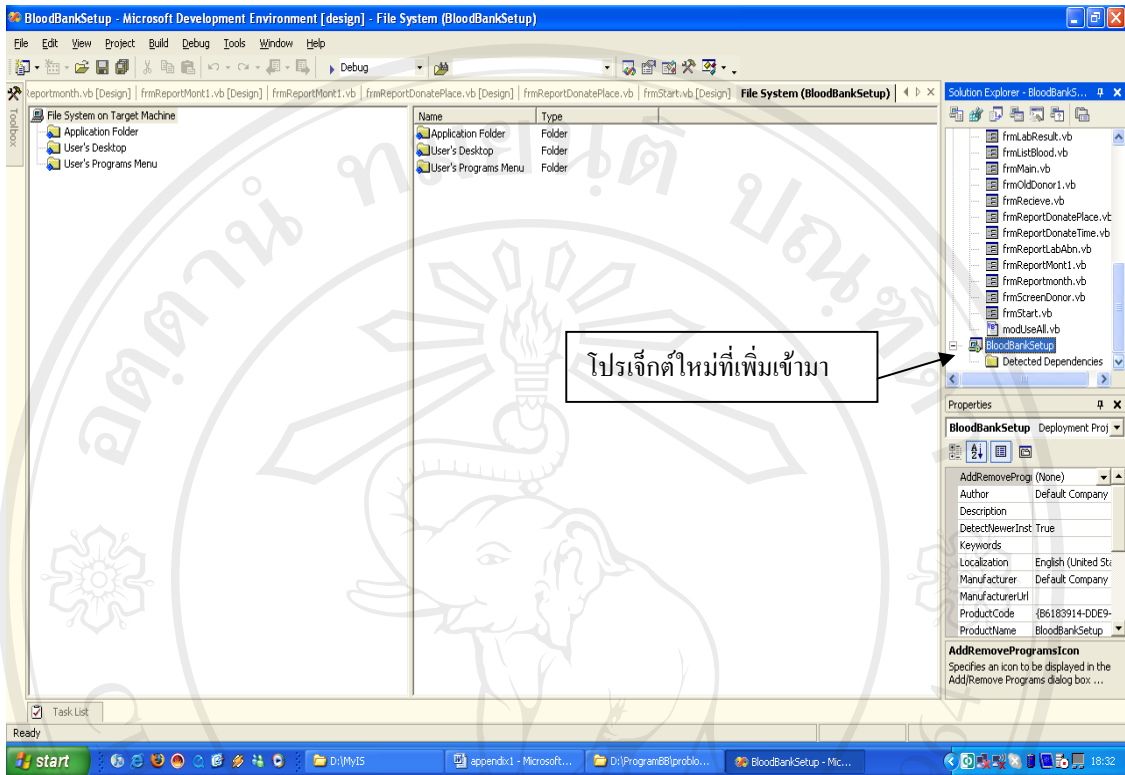 BloodBankSetup - Microsoft Development Environment [design] - File System (BloodBankSetup)
File Edit View Project Build Debug Tools Window Help
Debug
teportmonth.vb [Design] frmReportMont1.vb [Design] frmReportMont1.vb frmReportDonatePlace.vb [Design] frmReportDonatePlace.vb frmStart.vb [Design] File System (BloodBankSetup)
Toolbox
File System on Target Machine
Application Folder
User's Desktop
User's Programs Menu
Name Type
Application Folder Folder
User's Desktop Folder
User's Programs Menu Folder
Solution Explorer - BloodBankS...
frmLabResult.vb
frmListBlood.vb
frmMain.vb
frmOldDonor1.vb
frmRecieve.vb
frmReportDonatePlace.vb
frmReportDonateTime.vb
frmReportLabAbn.vb
frmReportMont1.vb
frmReportmonth.vb
frmScreenDonor.vb
frmStart.vb
modUseAll.vb
BloodBankSetup
Detected Dependencies
โปรเจ็กต์ใหม่ที่เพิ่มเข้ามา
Properties
BloodBankSetup Deployment Proj
AddRemoveProgr (None)
Author Default Company
Description
DetectNewerInst True
Keywords
Localization English (United Sta
Manufacturer Default Company
ManufacturerUrl
ProductCode {B6183914-DDE9-
ProductName BloodBankSetup
AddRemoveProgramsIcon
Specifies an icon to be displayed in the
Add/Remove Programs dialog box ...
Task List
Ready
start D:\MyIS appendix1 - Microsoft... D:\ProgramBB\problo... BloodBankSetup - Mic... 18:32